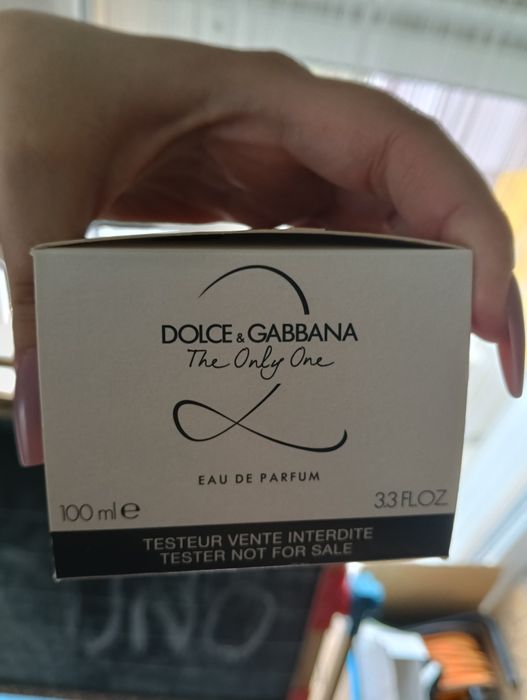 DOLCE & GABBANA
The Only One
2
EAU DE PARFUM
100 ml e
3.3 FL.OZ
TESTEUR VENTE INTERDITE
TESTER NOT FOR SALE
UNO